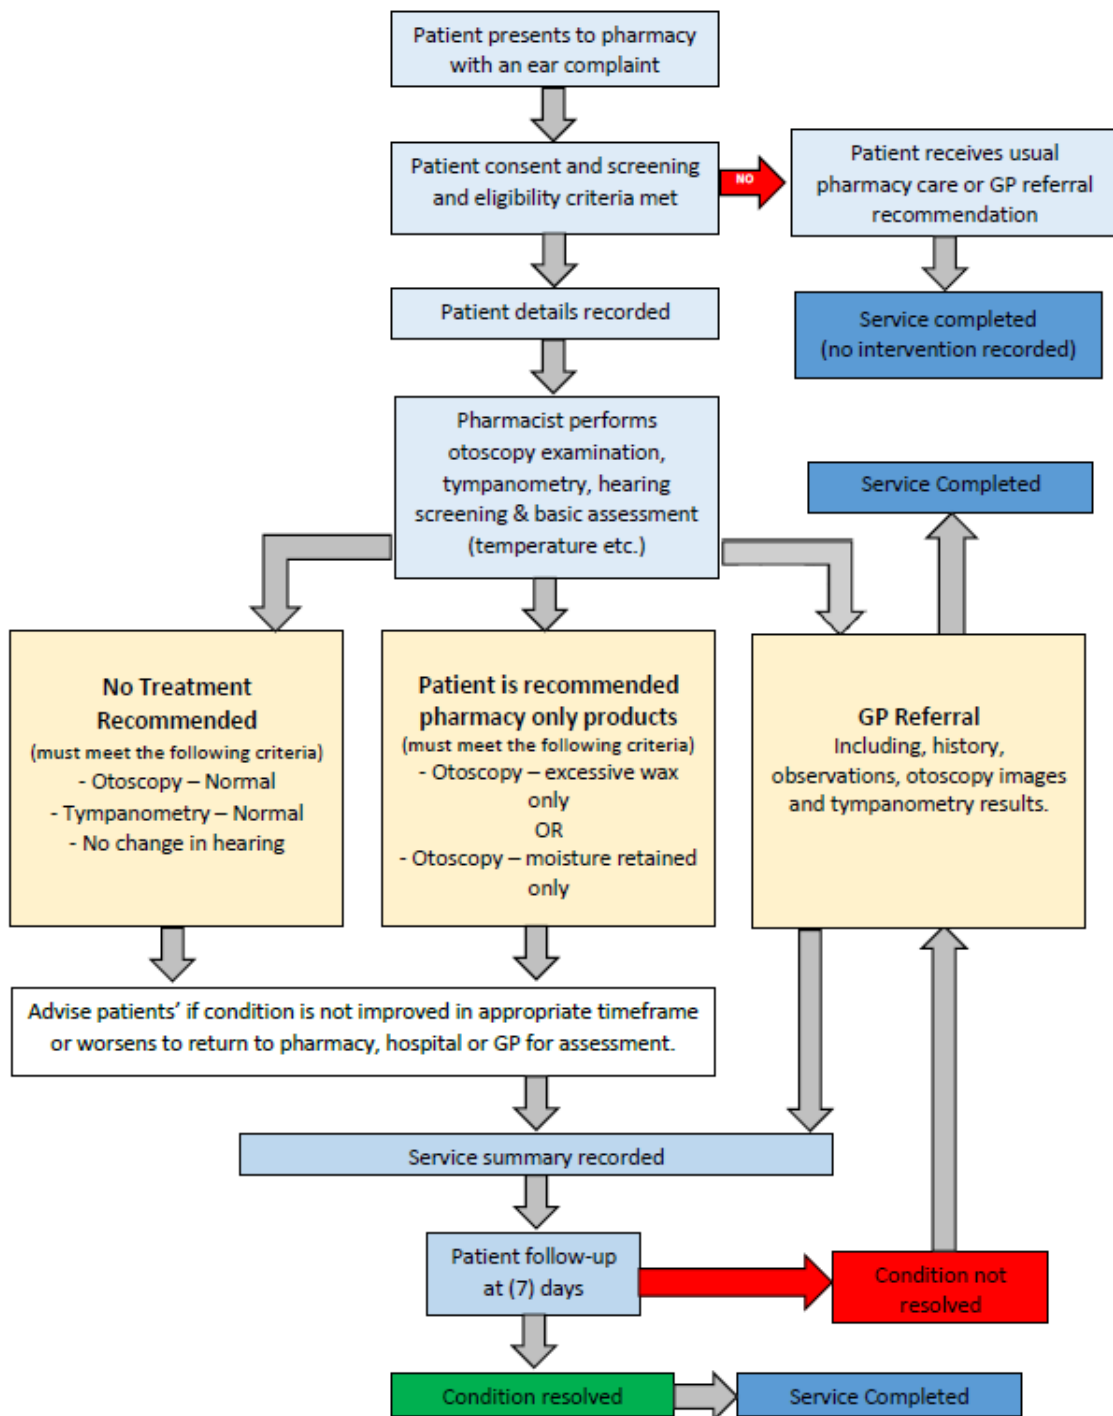 Patient presents to pharmacy
with an ear complaint
Patient consent and screening
and eligibility criteria met
NO
Patient receives usual
pharmacy care or GP referral
recommendation
Patient details recorded
Service completed
(no intervention recorded)
Pharmacist performs
otoscopy examination,
tympanometry, hearing
screening & basic assessment
(temperature etc.)
Service Completed
No Treatment
Recommended
(must meet the following criteria)
- Otoscopy – Normal
- Tympanometry – Normal
- No change in hearing
Patient is recommended
pharmacy only products
(must meet the following criteria)
- Otoscopy – excessive wax
only
OR
- Otoscopy – moisture retained
only
GP Referral
Including, history,
observations, otoscopy images
and tympanometry results.
Advise patients’ if condition is not improved in appropriate timeframe
or worsens to return to pharmacy, hospital or GP for assessment.
Service summary recorded
Patient follow-up
at (7) days
Condition not
resolved
Condition resolved
Service Completed